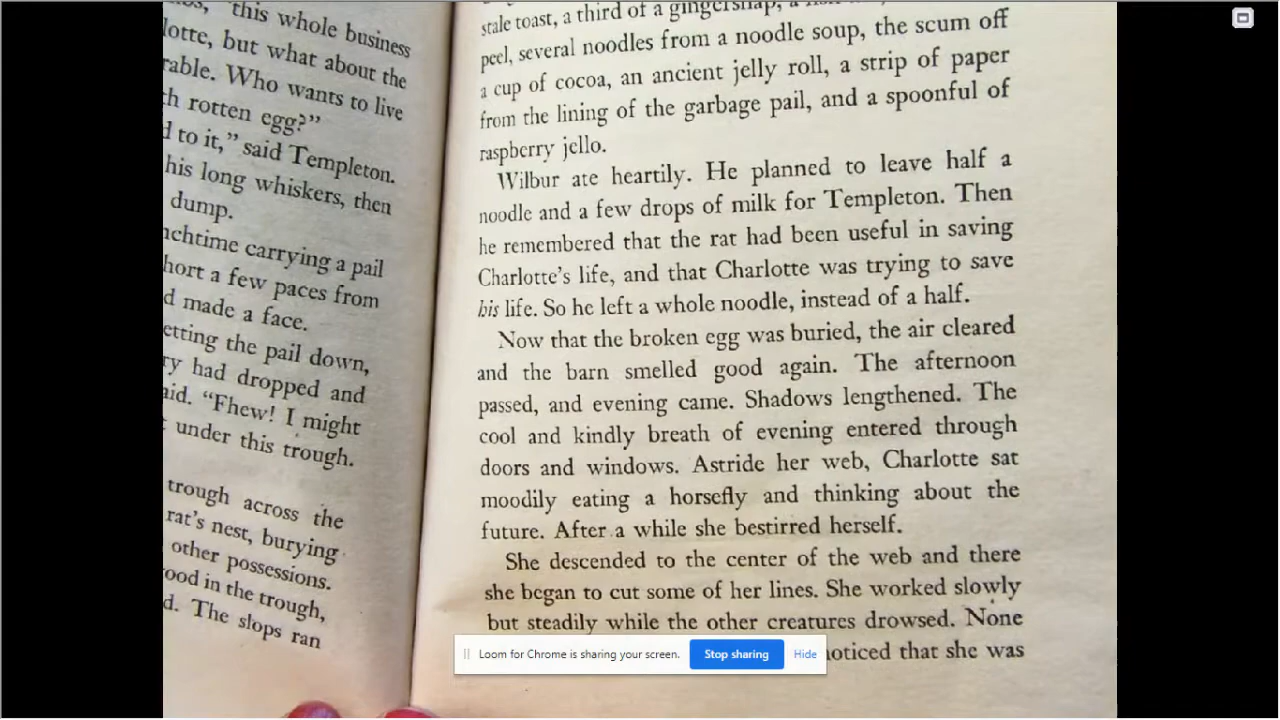 "this whole business
lotte, but what about the
rable. Who wants to live
th rotten egg?"
d to it," said Templeton.
his long whiskers, then
dump.
chtime carrying a pail
hort a few paces from
d made a face.
etting the pail down,
ry had dropped and
aid. "Fhew! I might
under this trough.
trough across the
rat's nest, burying
other possessions.
ood in the trough,
d. The slops ran
stale toast, a third of a gingersnap, a
peel, several noodles from a noodle soup, the scum off
a cup of cocoa, an ancient jelly roll, a strip of paper
from the lining of the garbage pail, and a spoonful of
raspberry jello.
Wilbur ate heartily. He planned to leave half a
noodle and a few drops of milk for Templeton. Then
he remembered that the rat had been useful in saving
Charlotte's life, and that Charlotte was trying to save
his life. So he left a whole noodle, instead of a half.
Now that the broken egg was buried, the air cleared
and the barn smelled good again. The afternoon
passed, and evening came. Shadows lengthened. The
cool and kindly breath of evening entered through
doors and windows. Astride her web, Charlotte sat
moodily eating a horsefly and thinking about the
future. After a while she bestirred herself.
She descended to the center of the web and there
she began to cut some of her lines. She worked slowly
but steadily while the other creatures drowsed. None
noticed that she was
Loom for Chrome is sharing your screen.
Stop sharing
Hide